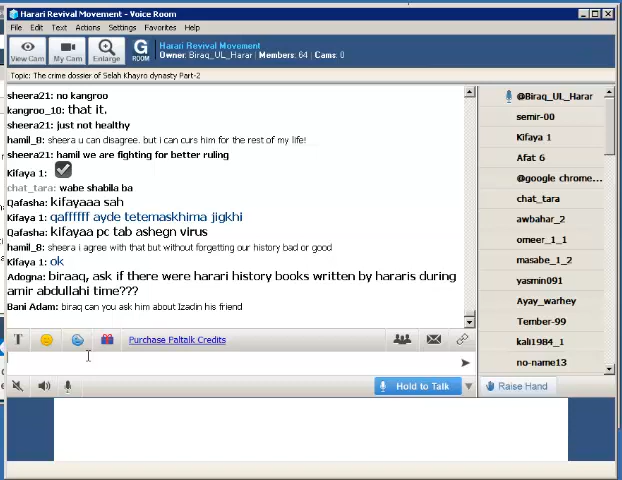 Harari Revival Movement - Voice Room
File Edit Text Actions Settings Favorites Help
View Cam My Cam Enlarge G ROOM
Harari Revival Movement
Owner: Biraq_UL_Harar | Members: 64 | Cams: 0
Topic: The crime dossier of Selah Khayro dynasty Part-2
sheera21: no kangroo
kangroo_10: that it.
sheera21: just not healthy
hamil_8: sheera u can disagree. but i can curs him for the rest of my life!
sheera21: hamil we are fighting for better ruling
Kifaya 1:
chat_tara: wabe shabila ba
Qafasha: kifayaaa sah
Kifaya 1: qaffffff ayde tetemaskhima jigkhi
Qafasha: kifayaa pc tab ashegn virus
hamil_8: sheera i agree with that but without forgetting our history bad or good
Kifaya 1: ok
Adogna: biraaq, ask if there were harari history books written by hararis during
amir abdullahi time???
Bani Adam: biraq can you ask him about Izadin his friend
T Purchase Paltalk Credits
Hold to Talk
@Biraq_UL_Harar
semir-00
Kifaya 1
Afat 6
@google chrome...
chat_tara
awbahar_2
omeer_1_1
masabe_1_2
yasmin091
Ayay_warhey
Tember-99
kali1984_1
no-name13
Raise Hand